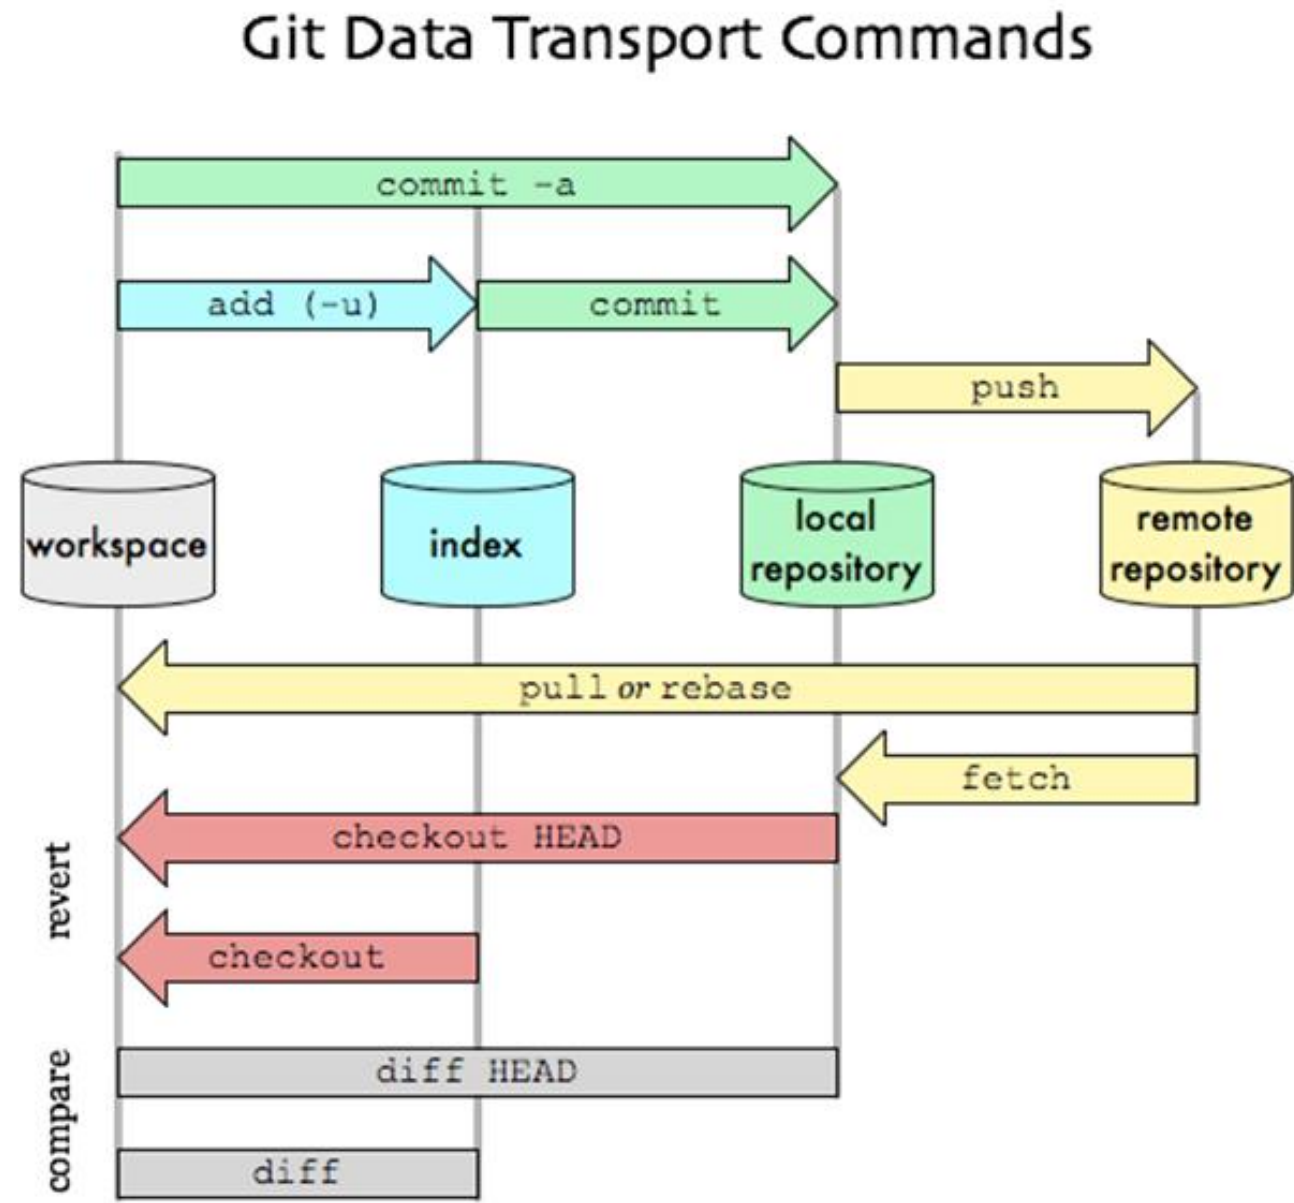 Git Data Transport Commands
commit -a
add (-u)
commit
push
workspace
index
local
repository
remote
repository
pull or rebase
fetch
revert
checkout HEAD
checkout
compare
diff HEAD
diff